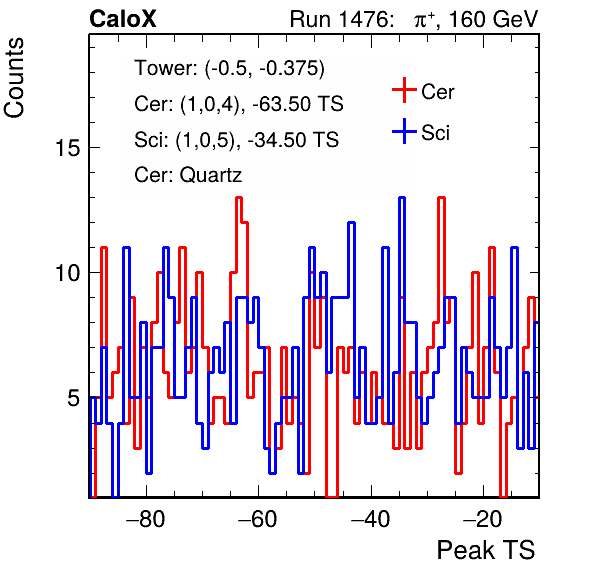 CaloX Run 1476: π⁺, 160 GeV
Counts
Tower: (-0.5, -0.375)
Cer: (1,0,4), -63.50 TS
Sci: (1,0,5), -34.50 TS
Cer: Quartz
Cer
Sci
15
10
5
−80 −60 −40 −20
Peak TS